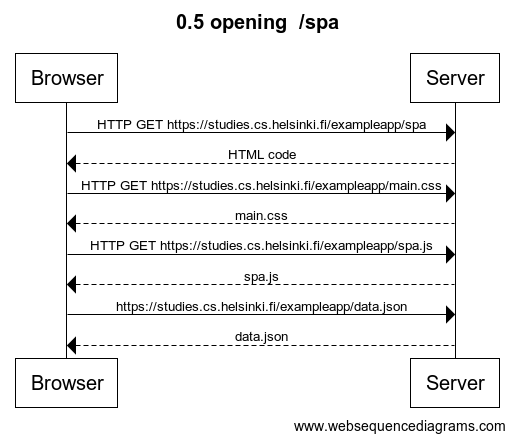 0.5 opening  /spa
Browser Server
HTTP GET https://studies.cs.helsinki.fi/exampleapp/spa
HTML code
HTTP GET https://studies.cs.helsinki.fi/exampleapp/main.css
main.css
HTTP GET https://studies.cs.helsinki.fi/exampleapp/spa.js
spa.js
https://studies.cs.helsinki.fi/exampleapp/data.json
data.json
Browser Server
www.websequencediagrams.com